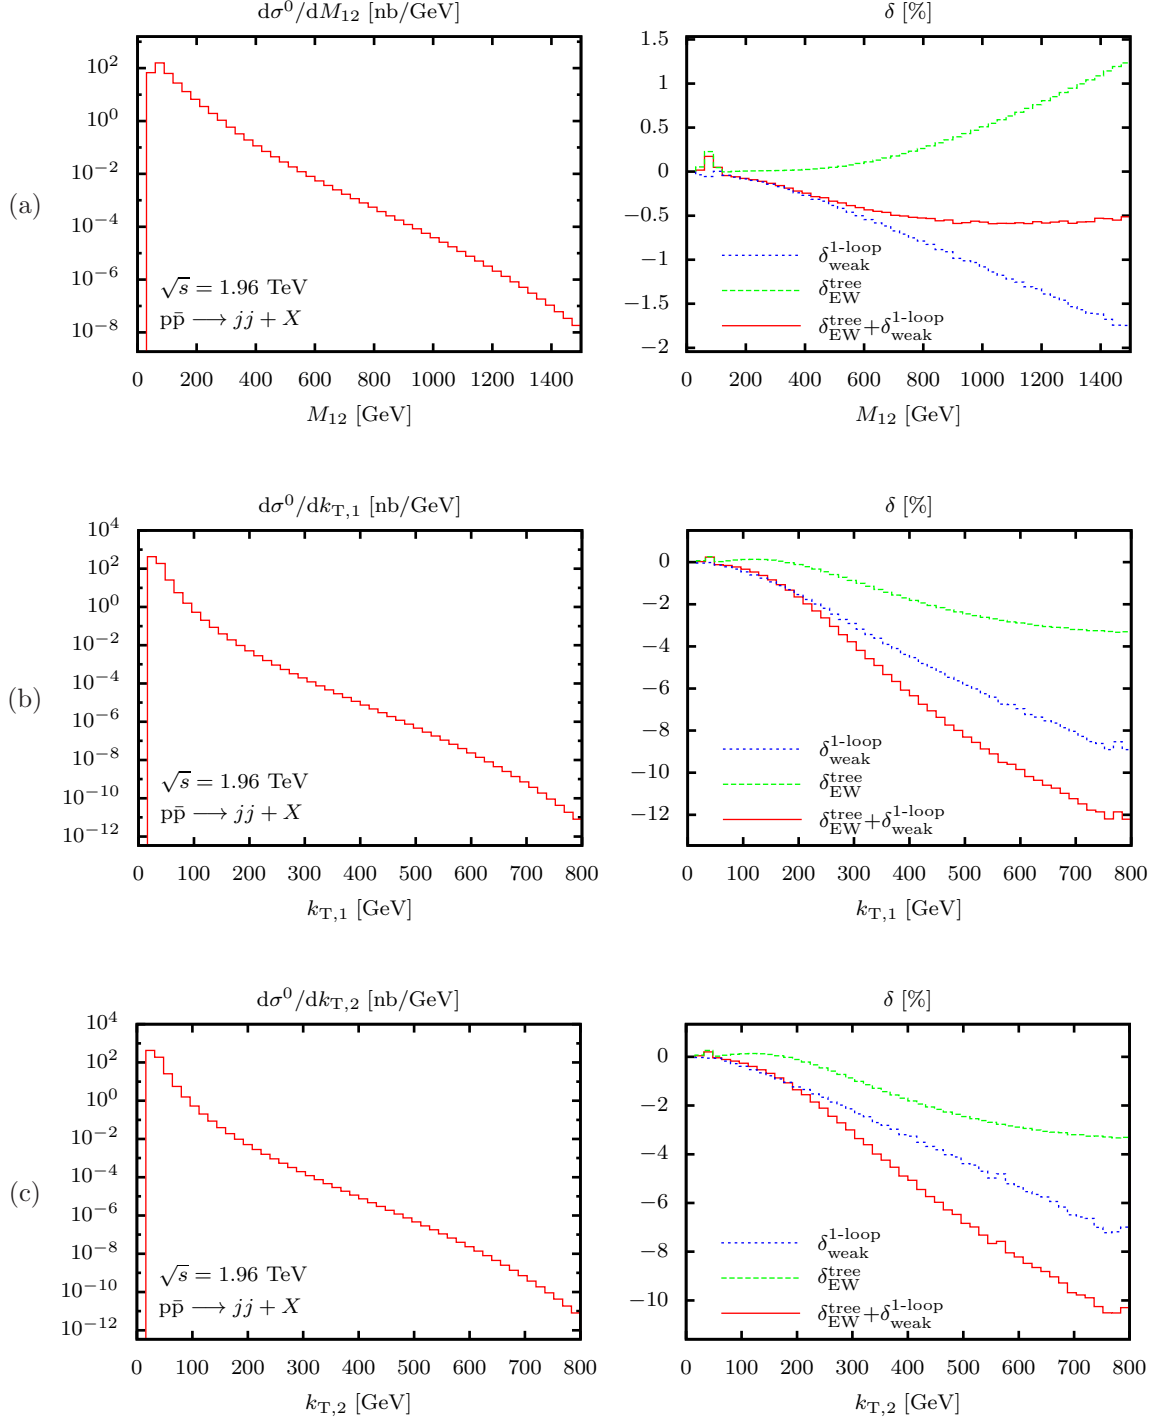 dσ⁰/dM₁₂ [nb/GeV]
10²
10⁰
10⁻²
10⁻⁴
10⁻⁶
10⁻⁸
√s = 1.96 TeV
pp̄ ⟶ jj + X
0 200 400 600 800 1000 1200 1400
M₁₂ [GeV]
(a)
δ [%]
1.5
1
0.5
0
−0.5
−1
−1.5
−2
δ^{1-loop}_{weak}
δ^{tree}_{EW}
δ^{tree}_{EW}+δ^{1-loop}_{weak}
0 200 400 600 800 1000 1200 1400
M₁₂ [GeV]
dσ⁰/dk_{T,1} [nb/GeV]
10⁴
10²
10⁰
10⁻²
10⁻⁴
10⁻⁶
10⁻⁸
10⁻¹⁰
10⁻¹²
√s = 1.96 TeV
pp̄ ⟶ jj + X
0 100 200 300 400 500 600 700 800
k_{T,1} [GeV]
(b)
δ [%]
0
−2
−4
−6
−8
−10
−12
δ^{1-loop}_{weak}
δ^{tree}_{EW}
δ^{tree}_{EW}+δ^{1-loop}_{weak}
0 100 200 300 400 500 600 700 800
k_{T,1} [GeV]
dσ⁰/dk_{T,2} [nb/GeV]
10⁴
10²
10⁰
10⁻²
10⁻⁴
10⁻⁶
10⁻⁸
10⁻¹⁰
10⁻¹²
√s = 1.96 TeV
pp̄ ⟶ jj + X
0 100 200 300 400 500 600 700 800
k_{T,2} [GeV]
(c)
δ [%]
0
−2
−4
−6
−8
−10
δ^{1-loop}_{weak}
δ^{tree}_{EW}
δ^{tree}_{EW}+δ^{1-loop}_{weak}
0 100 200 300 400 500 600 700 800
k_{T,2} [GeV]